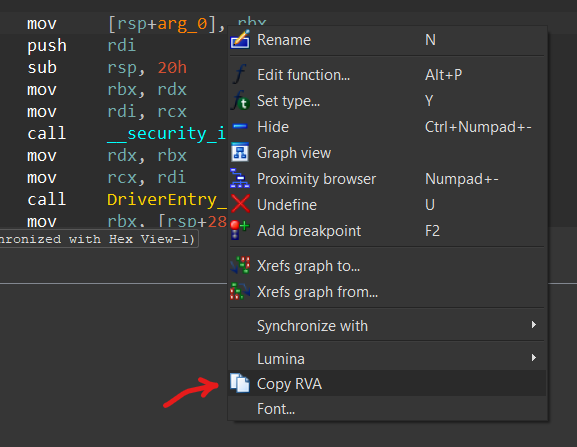 mov [rsp+arg_0], rbx
push rdi
sub rsp, 20h
mov rbx, rdx
mov rdi, rcx
call __security_i
mov rdx, rbx
mov rcx, rdi
call DriverEntry_
mov rbx, [rsp+28
hronized with Hex View-1)
Rename N
Edit function... Alt+P
Set type... Y
Hide Ctrl+Numpad+-
Graph view
Proximity browser Numpad+-
Undefine U
Add breakpoint F2
Xrefs graph to...
Xrefs graph from...
Synchronize with
Lumina
Copy RVA
Font...